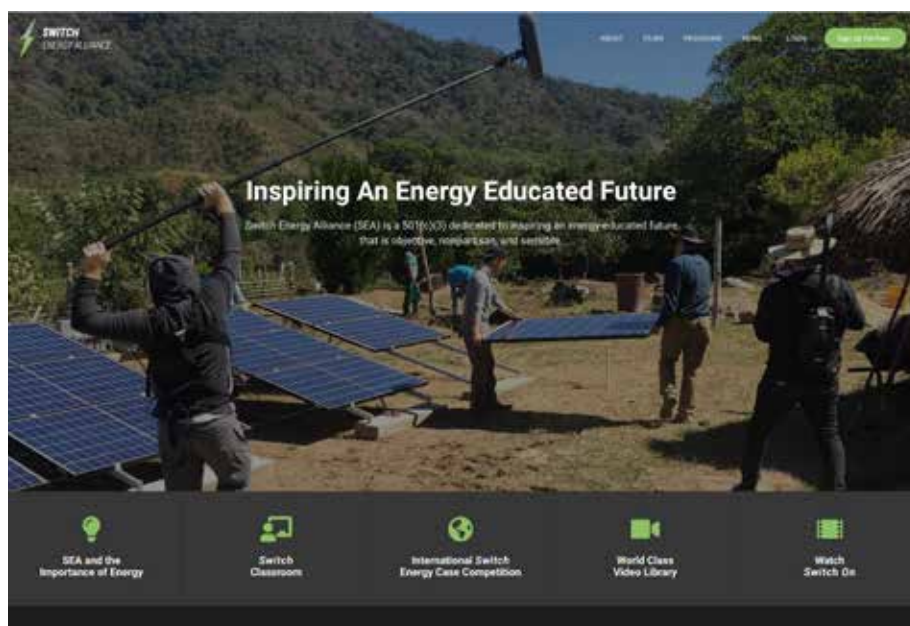 SWITCH
ENERGY ALLIANCE
ABOUT FILMS PROGRAMS NEWS LOGIN Sign Up For Free
Inspiring An Energy Educated Future
Switch Energy Alliance (SEA) is a 501(c)(3) dedicated to inspiring an energy-educated future
that is objective, nonpartisan, and sensible.
SEA and the
Importance of Energy
Switch
Classroom
International Switch
Energy Case Competition
World Class
Video Library
Watch
Switch On